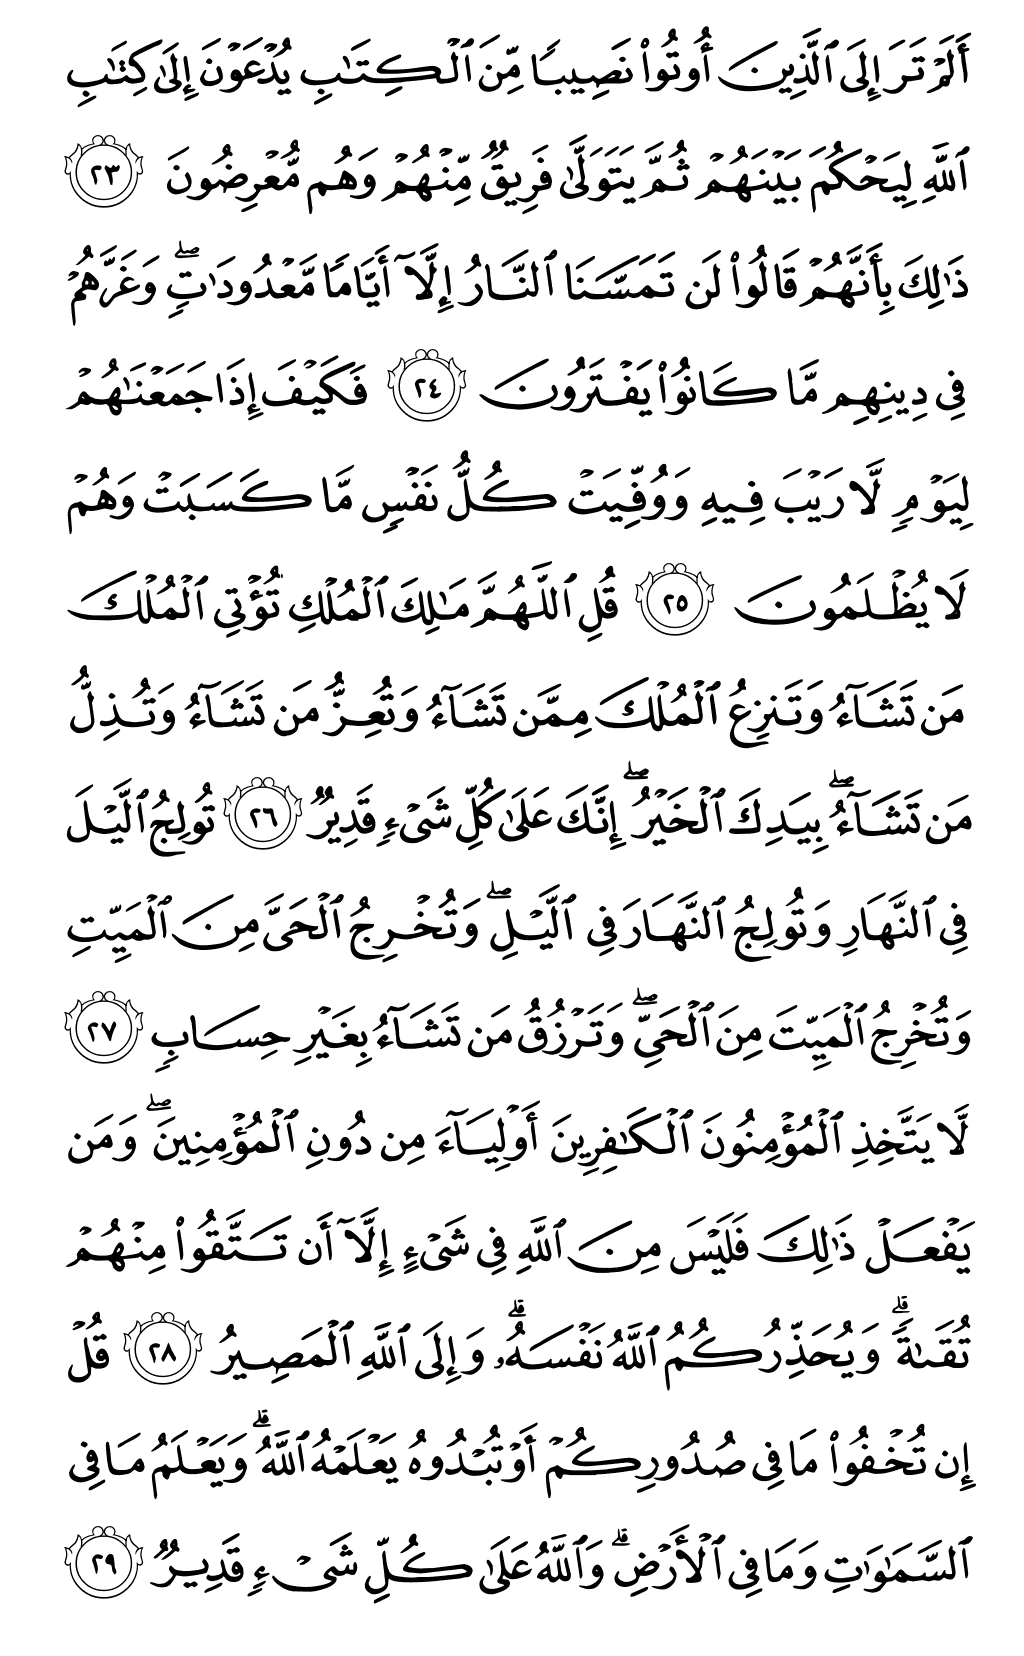 أَلَمْ تَرَ إِلَى ٱلَّذِينَ أُوتُوا۟ نَصِيبًا مِّنَ ٱلْكِتَـٰبِ يُدْعَوْنَ إِلَىٰ كِتَـٰبِ
ٱللَّهِ لِيَحْكُمَ بَيْنَهُمْ ثُمَّ يَتَوَلَّىٰ فَرِيقٌ مِّنْهُمْ وَهُم مُّعْرِضُونَ ٢٣
ذَٰلِكَ بِأَنَّهُمْ قَالُوا۟ لَن تَمَسَّنَا ٱلنَّارُ إِلَّآ أَيَّامًا مَّعْدُودَٰتٍ ۖ وَغَرَّهُمْ
فِى دِينِهِم مَّا كَانُوا۟ يَفْتَرُونَ ٢٤ فَكَيْفَ إِذَا جَمَعْنَـٰهُمْ
لِيَوْمٍ لَّا رَيْبَ فِيهِ وَوُفِّيَتْ كُلُّ نَفْسٍ مَّا كَسَبَتْ وَهُمْ
لَا يُظْلَمُونَ ٢٥ قُلِ ٱللَّهُمَّ مَـٰلِكَ ٱلْمُلْكِ تُؤْتِى ٱلْمُلْكَ
مَن تَشَآءُ وَتَنزِعُ ٱلْمُلْكَ مِمَّن تَشَآءُ وَتُعِزُّ مَن تَشَآءُ وَتُذِلُّ
مَن تَشَآءُ ۖ بِيَدِكَ ٱلْخَيْرُ ۖ إِنَّكَ عَلَىٰ كُلِّ شَىْءٍ قَدِيرٌ ٢٦ تُولِجُ ٱلَّيْلَ
فِى ٱلنَّهَارِ وَتُولِجُ ٱلنَّهَارَ فِى ٱلَّيْلِ ۖ وَتُخْرِجُ ٱلْحَىَّ مِنَ ٱلْمَيِّتِ
وَتُخْرِجُ ٱلْمَيِّتَ مِنَ ٱلْحَىِّ ۖ وَتَرْزُقُ مَن تَشَآءُ بِغَيْرِ حِسَابٍ ٢٧
لَّا يَتَّخِذِ ٱلْمُؤْمِنُونَ ٱلْكَـٰفِرِينَ أَوْلِيَآءَ مِن دُونِ ٱلْمُؤْمِنِينَ ۖ وَمَن
يَفْعَلْ ذَٰلِكَ فَلَيْسَ مِنَ ٱللَّهِ فِى شَىْءٍ إِلَّآ أَن تَتَّقُوا۟ مِنْهُمْ
تُقَىٰةً ۗ وَيُحَذِّرُكُمُ ٱللَّهُ نَفْسَهُۥ ۗ وَإِلَى ٱللَّهِ ٱلْمَصِيرُ ٢٨ قُلْ
إِن تُخْفُوا۟ مَا فِى صُدُورِكُمْ أَوْ تُبْدُوهُ يَعْلَمْهُ ٱللَّهُ ۗ وَيَعْلَمُ مَا فِى
ٱلسَّمَـٰوَٰتِ وَمَا فِى ٱلْأَرْضِ ۗ وَٱللَّهُ عَلَىٰ كُلِّ شَىْءٍ قَدِيرٌ ٢٩